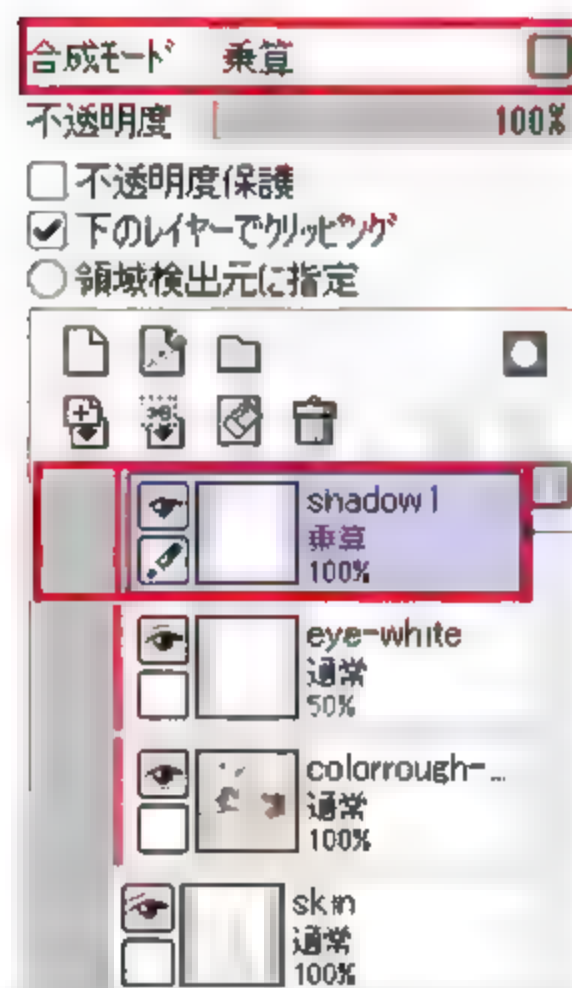 合成モード 乗算
不透明度 100%
不透明度保護
下のレイヤーでクリッピング
領域検出元に指定
shadow1
乗算
100%
eye-white
通常
50%
colorrough-...
通常
100%
skin
通常
100%